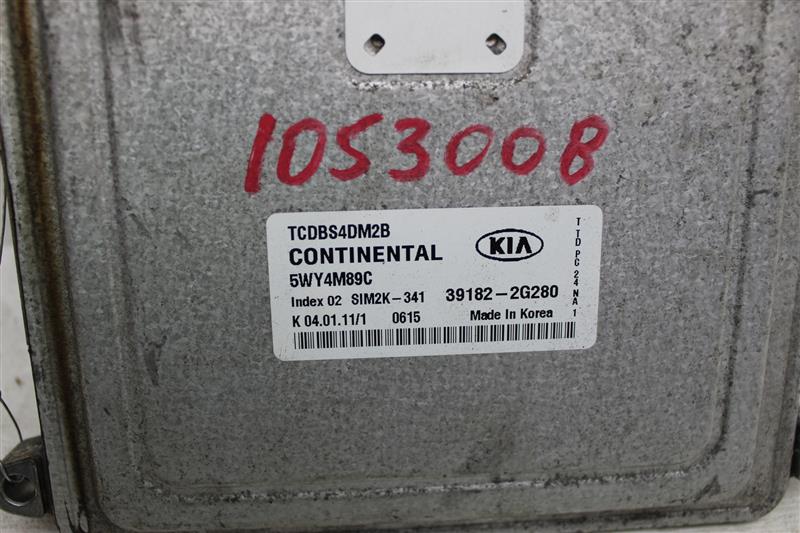 1053008
TCDBS4DM2B
CONTINENTAL
KIA
5WY4M89C
Index 02 SIM2K-341
39182-2G280
K 04.01.11/1 0615
Made in Korea
T TTD PC 24 NA 1